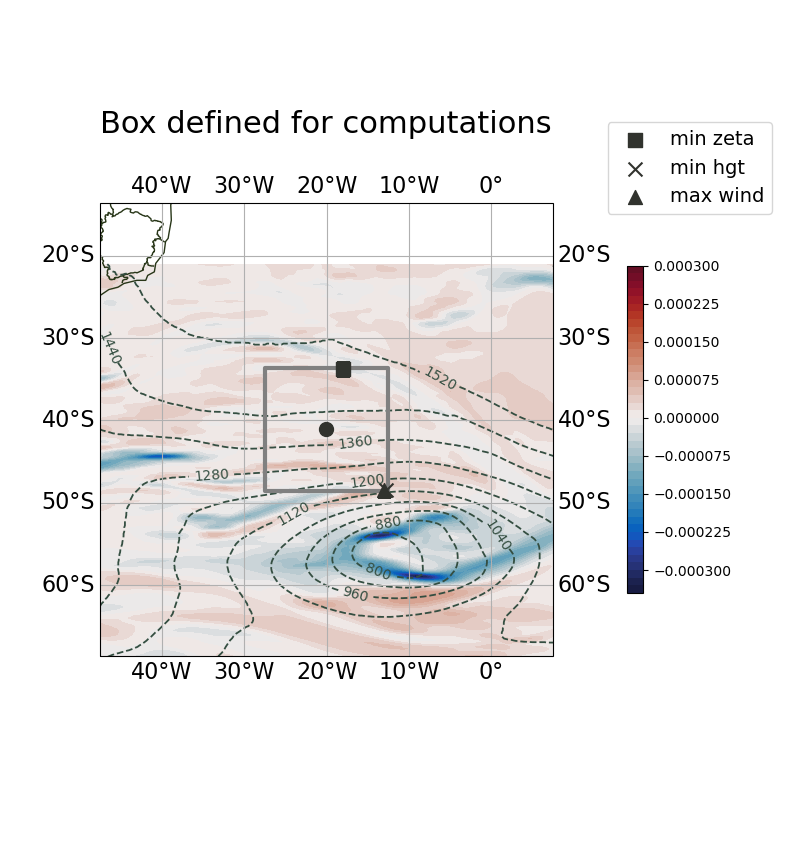 Box defined for computations
min zeta
min hgt
max wind
40°W 30°W 20°W 10°W 0°
20°S 20°S
30°S 30°S
40°S 40°S
50°S 50°S
60°S 60°S
40°W 30°W 20°W 10°W 0°
1440
1520
1360
1280
1200
1120
1040
880
800
960
0.000300
0.000225
0.000150
0.000075
0.000000
−0.000075
−0.000150
−0.000225
−0.000300